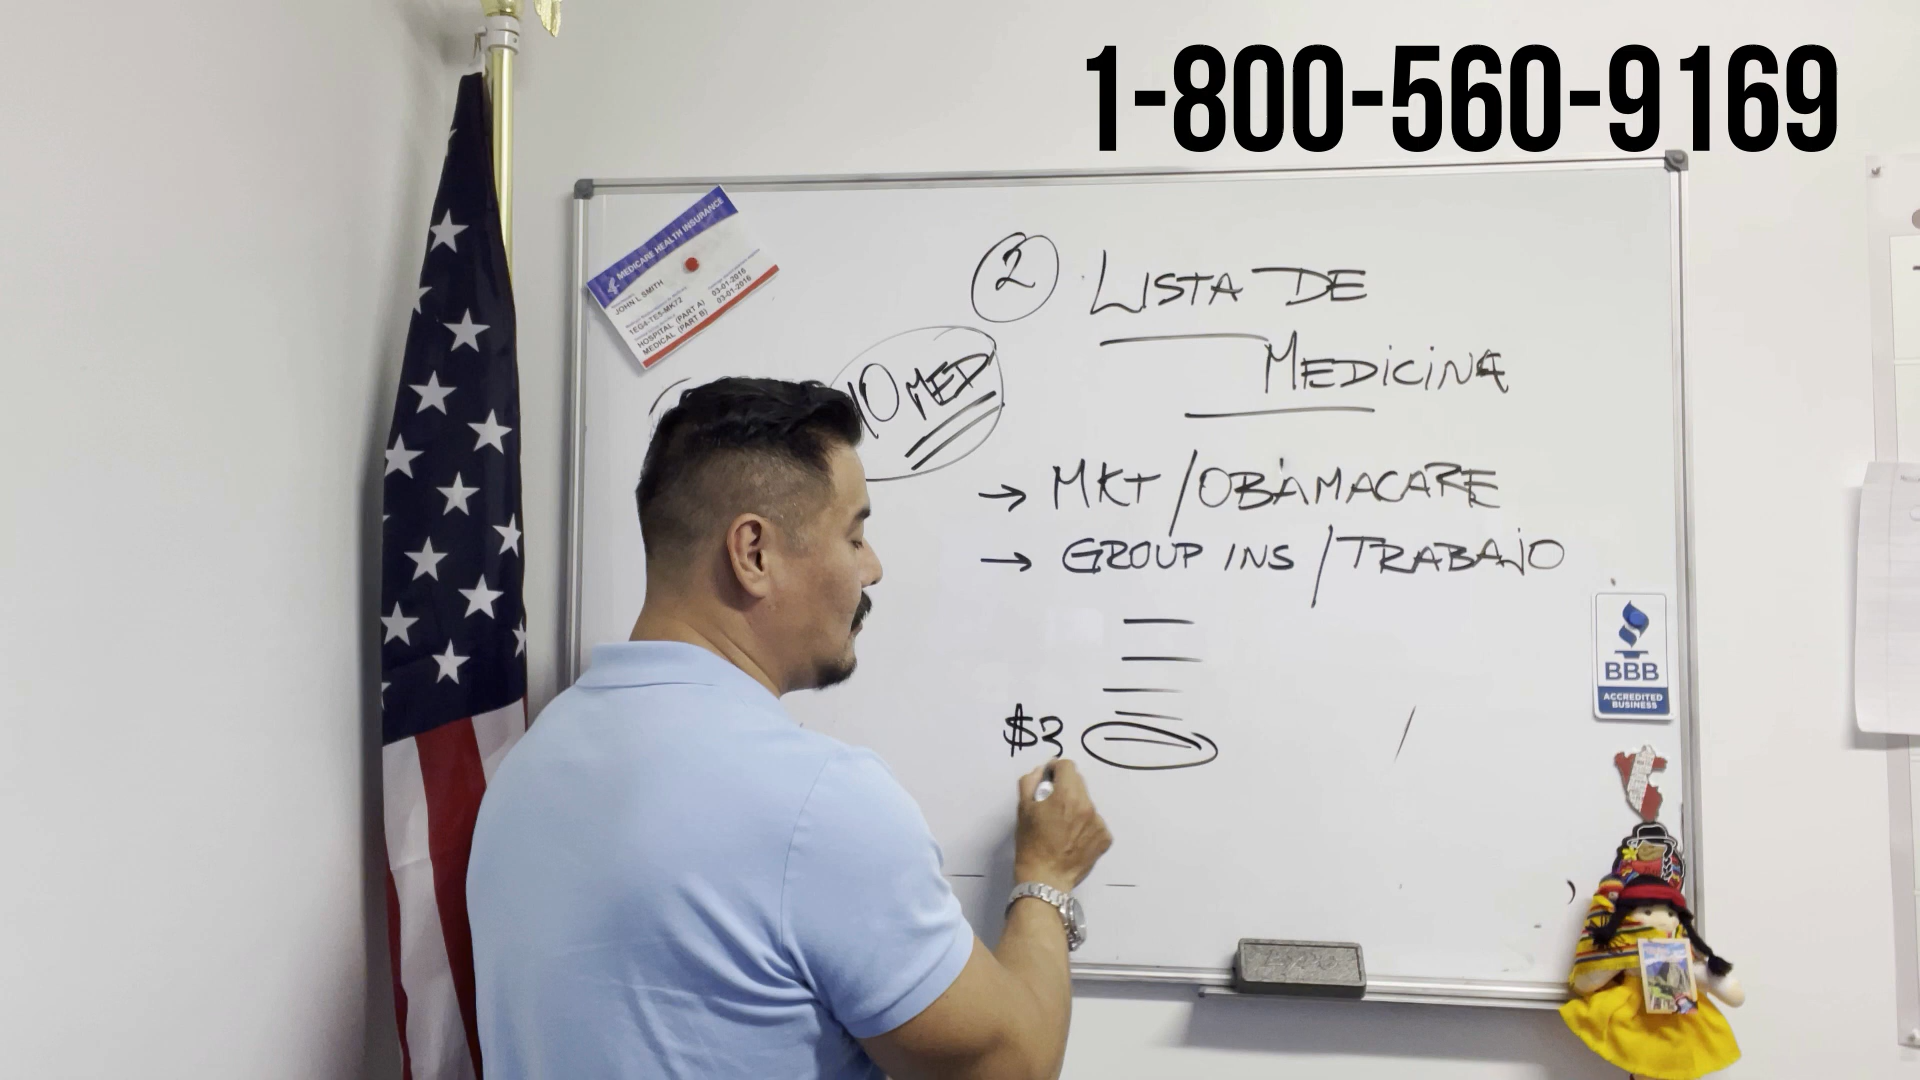 1-800-560-9169
MEDICARE HEALTH INSURANCE
JOHN L SMITH
1EG4-TE5-MK72
HOSPITAL (PART A) 03-01-2016
MEDICAL (PART B) 03-01-2016
2 LISTA DE
MEDICINA
10 MED
→ MKT/OBAMACARE
→ GROUP INS/TRABAJO
$3
BBB
ACCREDITED
BUSINESS